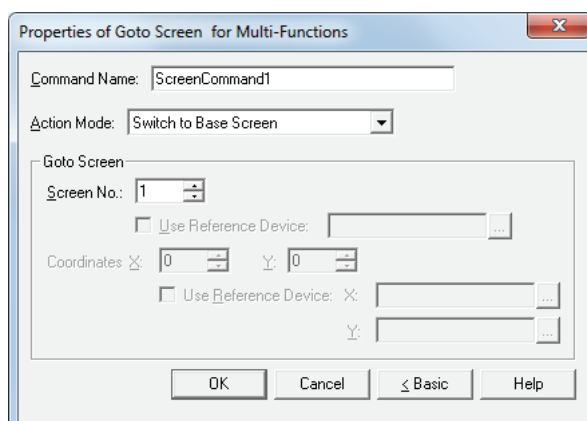 Properties of Goto Screen for Multi-Functions
Command Name: ScreenCommand1
Action Mode: Switch to Base Screen
Goto Screen
Screen No.: 1
Use Reference Device: ...
Coordinates X: 0 Y: 0
Use Reference Device: X: ...
Y: ...
OK Cancel < Basic Help